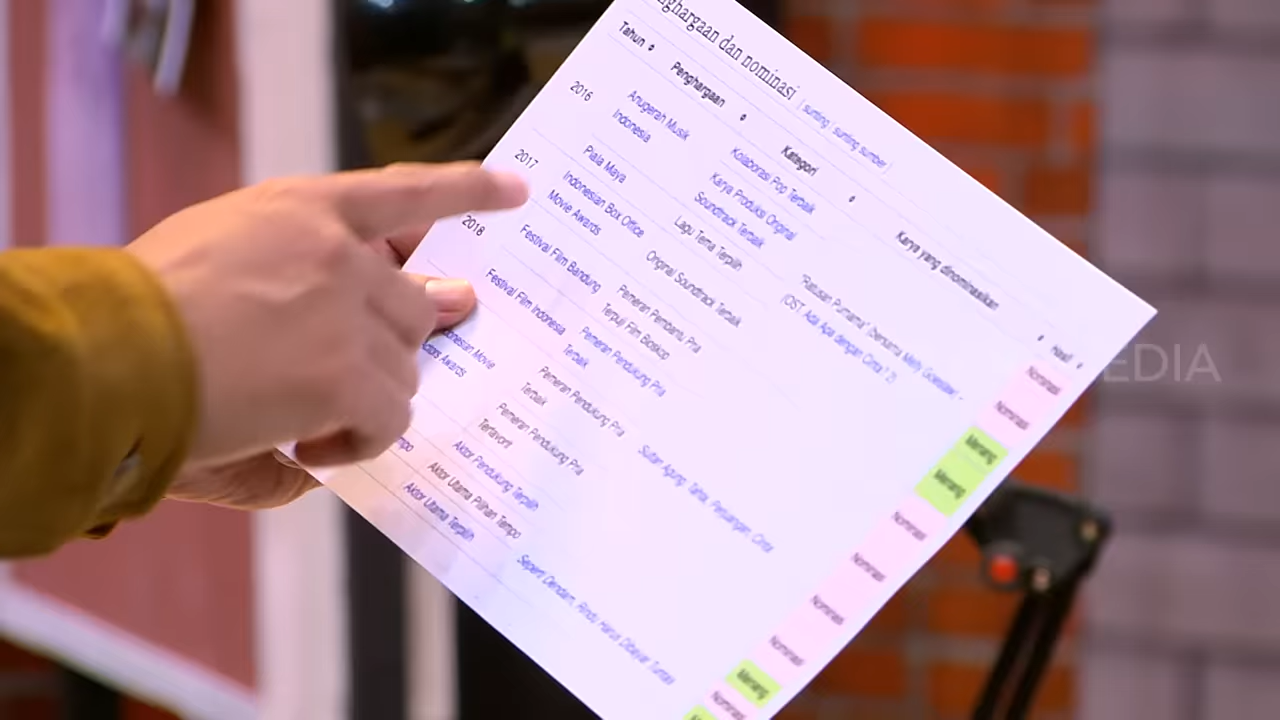 nghargaan dan nominasi [ sunting | sunting sumber ]
Tahun Penghargaan Kategori Karya yang dinominasikan Hasil
2016 Anugerah Musik Indonesia
Kolaborasi Pop Terbaik
Karya Produksi Original Soundtrack Terbaik
"Ratusan Purnama" (bersama Melly Goeslaw)
(OST. Ada Apa dengan Cinta? 2)
Nominasi
Nominasi
2017 Piala Maya
Lagu Tema Terpilih
Menang
Indonesian Box Office Movie Awards
Original Soundtrack Terbaik
Menang
2018 Festival Film Bandung
Pemeran Pembantu Pria Terpuji Film Bioskop
Nominasi
Festival Film Indonesia
Pemeran Pendukung Pria Terbaik
Nominasi
Indonesian Movie Actors Awards
Pemeran Pendukung Pria Terbaik
Sultan Agung: Tahta, Perjuangan, Cinta
Nominasi
Pemeran Pendukung Pria Terfavorit
Nominasi
Aktor Pendukung Terpilih
Menang
mpo
Aktor Utama Pilihan Tempo
Seperti Dendam, Rindu Harus Dibayar Tuntas
Nominasi
Aktor Utama Terpilih
EDIA